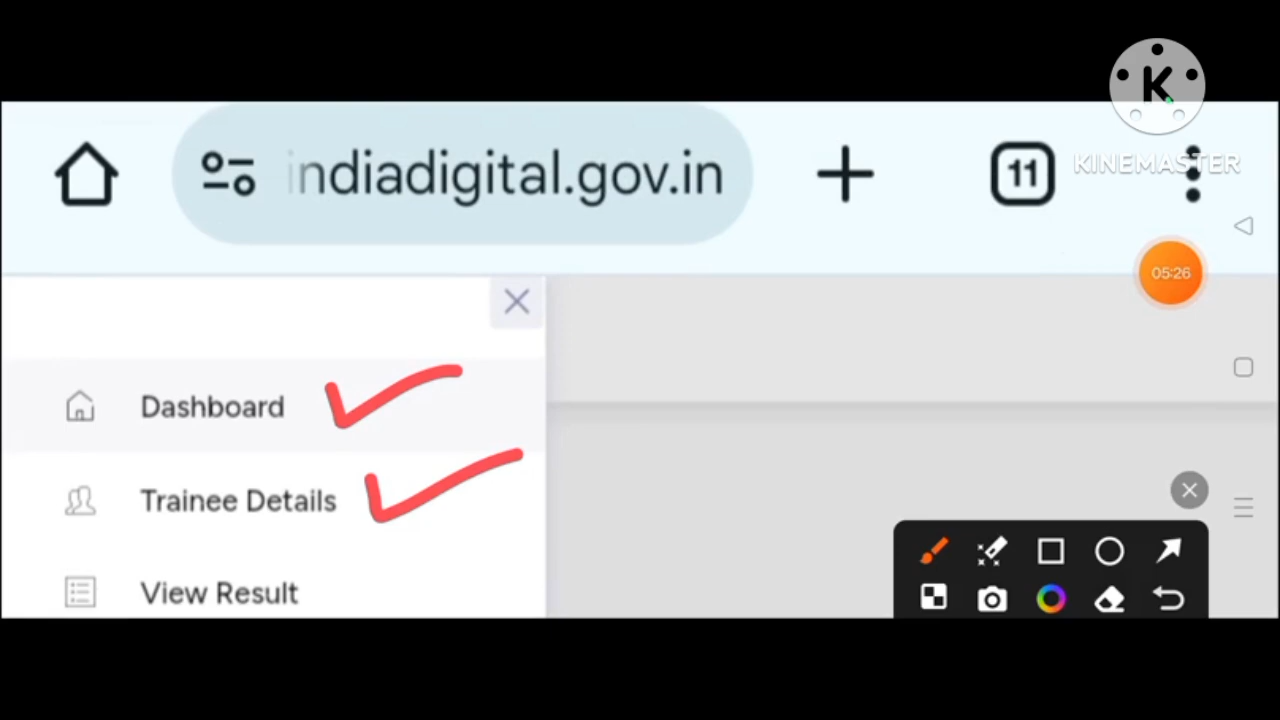 K
indiadigital.gov.in
11
KINEMASTER
05:26
Dashboard
Trainee Details
View Result